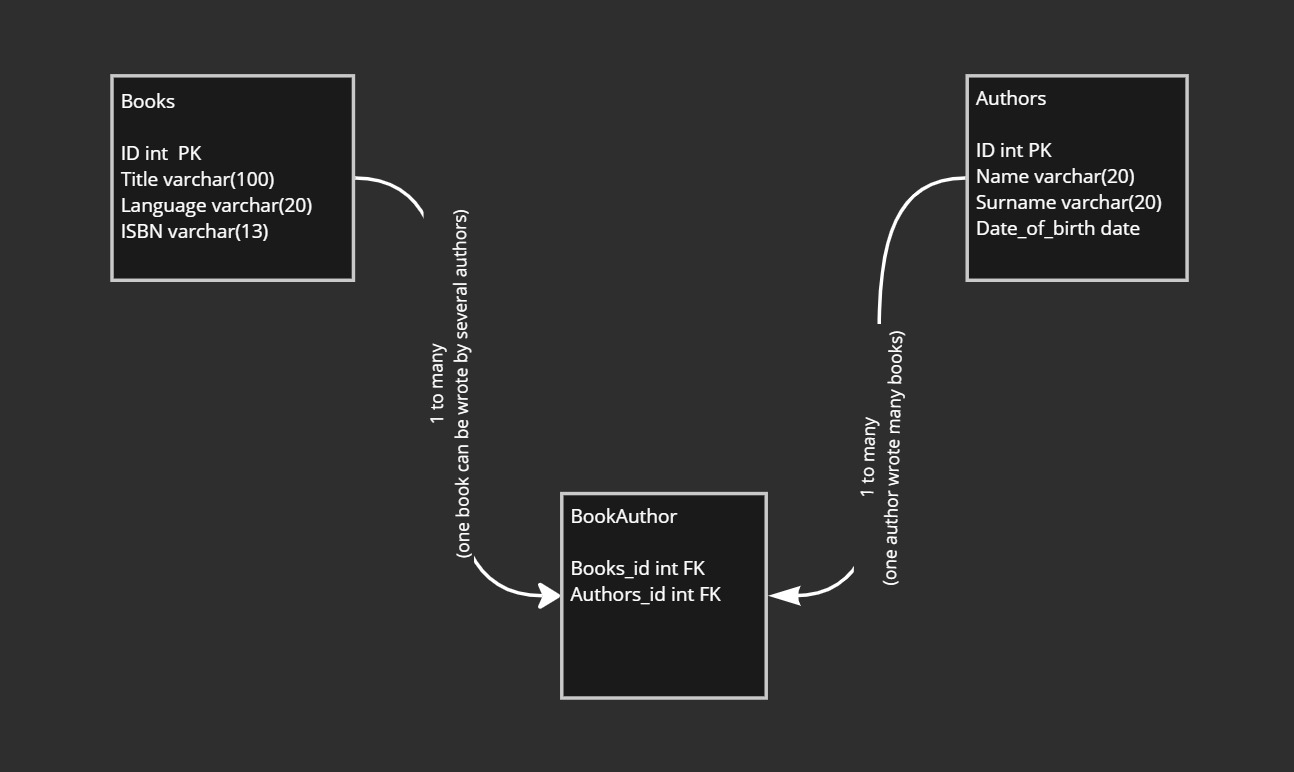 Books
ID int  PK
Title varchar(100)
Language varchar(20)
ISBN varchar(13)
Authors
ID int PK
Name varchar(20)
Surname varchar(20)
Date_of_birth date
1 to many
(one book can be wrote by several authors)
1 to many
(one author wrote many books)
BookAuthor
Books_id int FK
Authors_id int FK